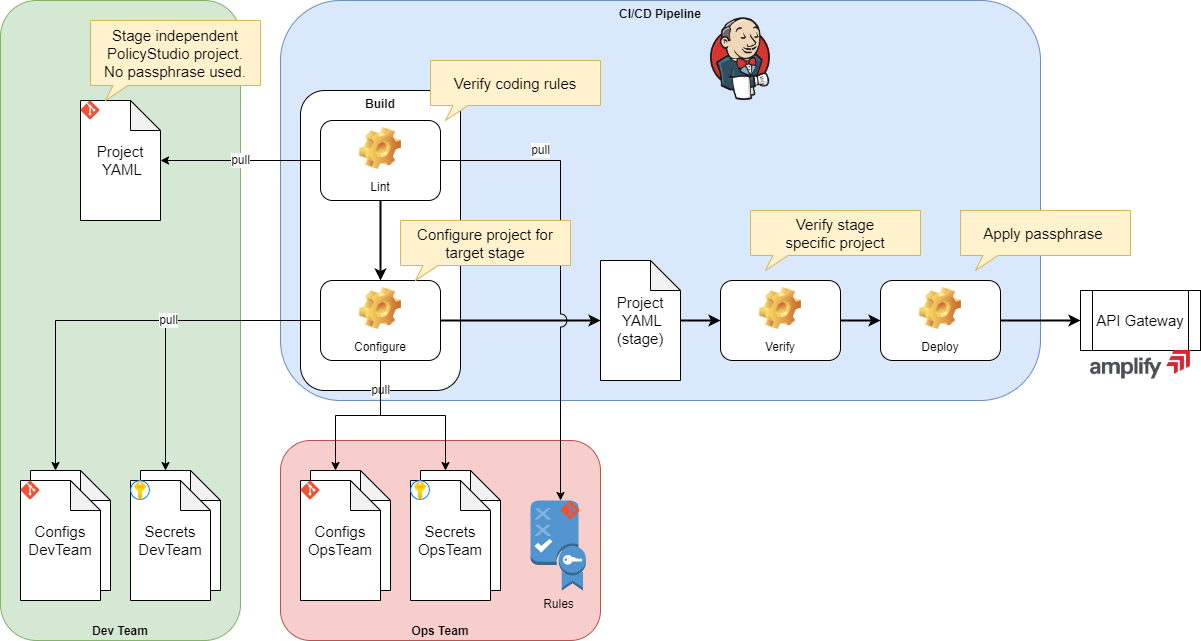 CI/CD Pipeline
Stage independent
PolicyStudio project.
No passphrase used.
Verify coding rules
Build
Project
YAML
pull
Lint
pull
Configure project for
target stage
Verify stage
specific project
Apply passphrase
pull
Configure
Project
YAML
(stage)
Verify
Deploy
API Gateway
amplify
pull
Configs
DevTeam
Secrets
DevTeam
Configs
OpsTeam
Secrets
OpsTeam
Rules
Dev Team
Ops Team